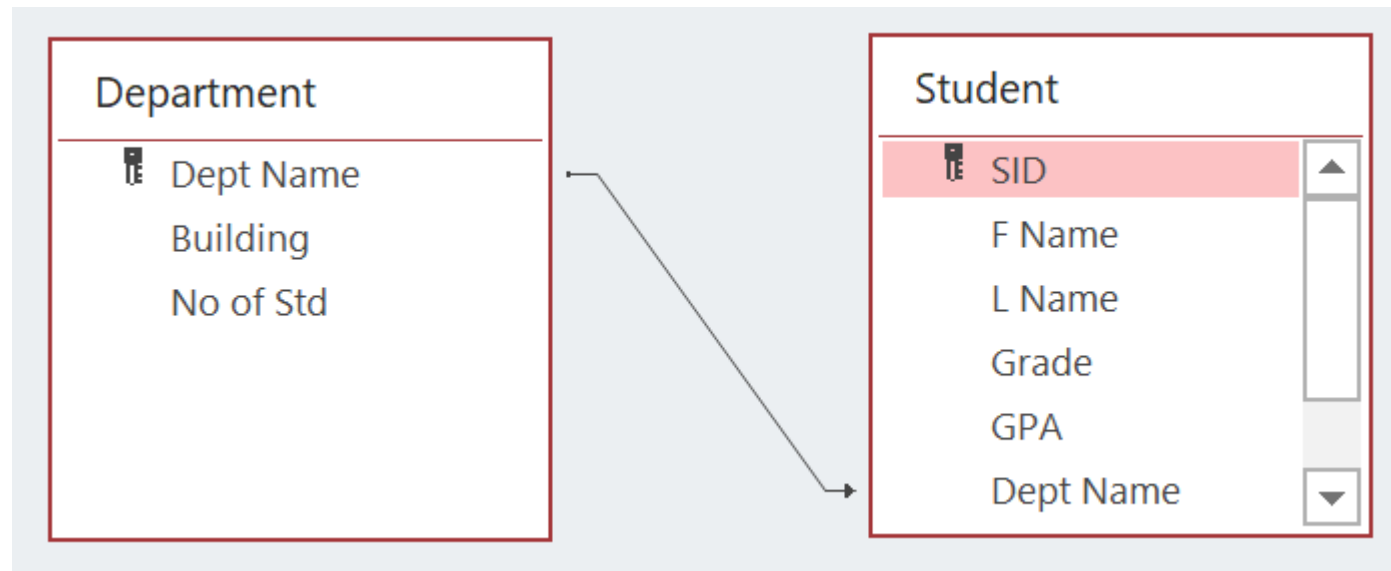 Department
Dept Name
Building
No of Std
Student
SID
F Name
L Name
Grade
GPA
Dept Name